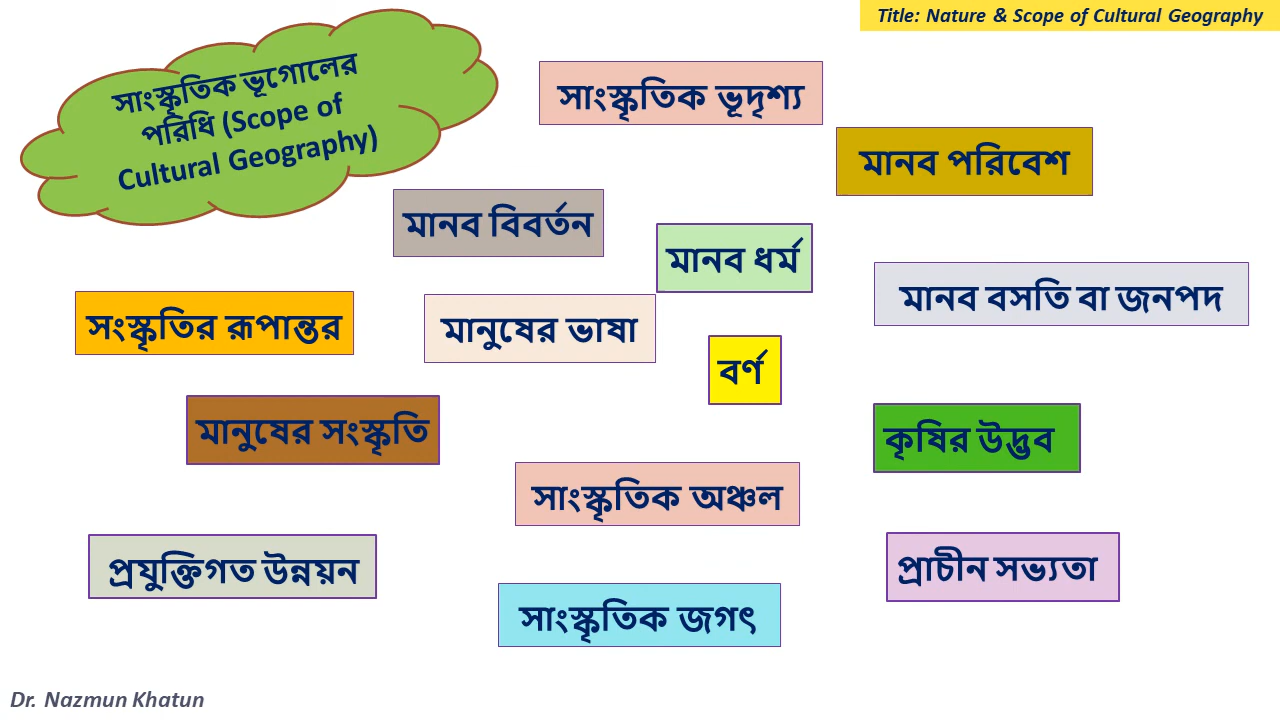 Title: Nature & Scope of Cultural Geography
সাংস্কৃতিক ভূগোলের
পরিধি (Scope of
Cultural Geography)
সাংস্কৃতিক ভূদৃশ্য
মানব পরিবেশ
মানব বিবর্তন
মানব ধর্ম
মানব বসতি বা জনপদ
সংস্কৃতির রূপান্তর
মানুষের ভাষা
বর্ণ
মানুষের সংস্কৃতি
কৃষির উদ্ভব
সাংস্কৃতিক অঞ্চল
প্রযুক্তিগত উন্নয়ন
প্রাচীন সভ্যতা
সাংস্কৃতিক জগৎ
Dr. Nazmun Khatun